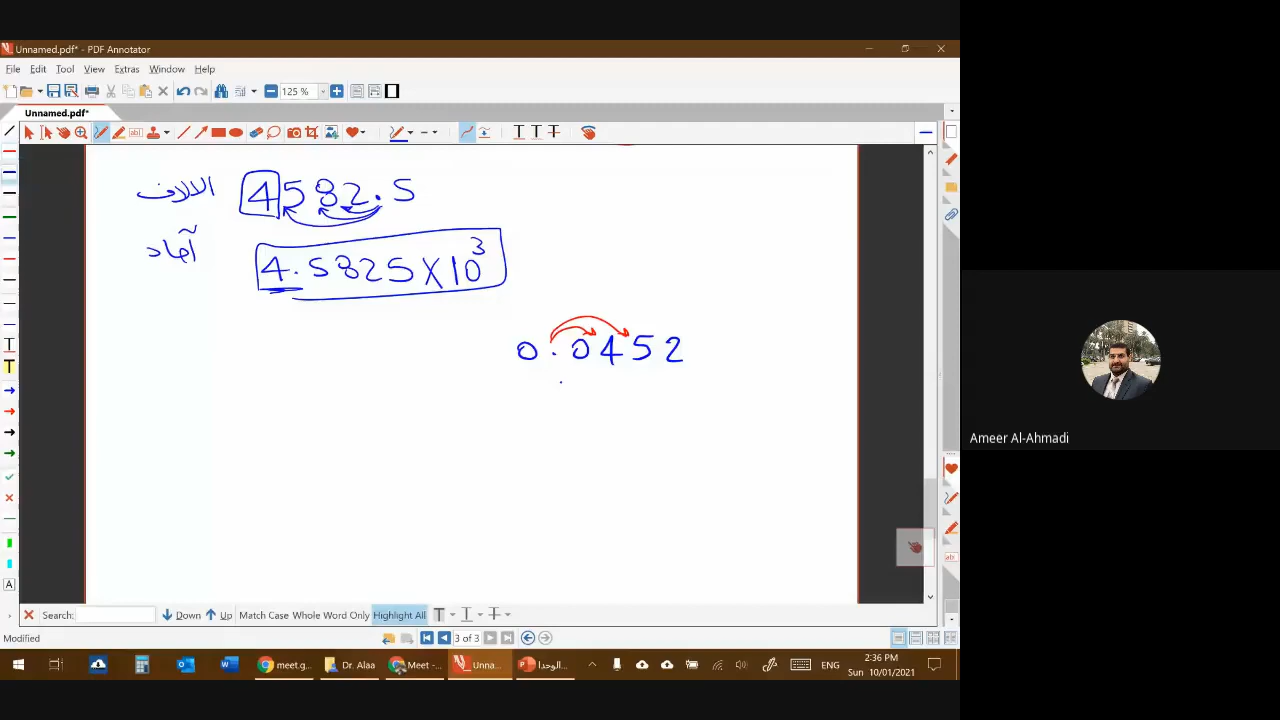 Unnamed.pdf* - PDF Annotator
File Edit Tool View Extras Window Help
125 %
Unnamed.pdf*
الالاف 4582.5
آحاد 4.5825X10³
0.0452
Ameer Al-Ahmadi
Search: Down Up Match Case Whole Word Only Highlight All
Modified
3 of 3
meet.g... Dr. Alaa Meet -... Unna... الوحدا... ENG
2:36 PM
Sun 10/01/2021